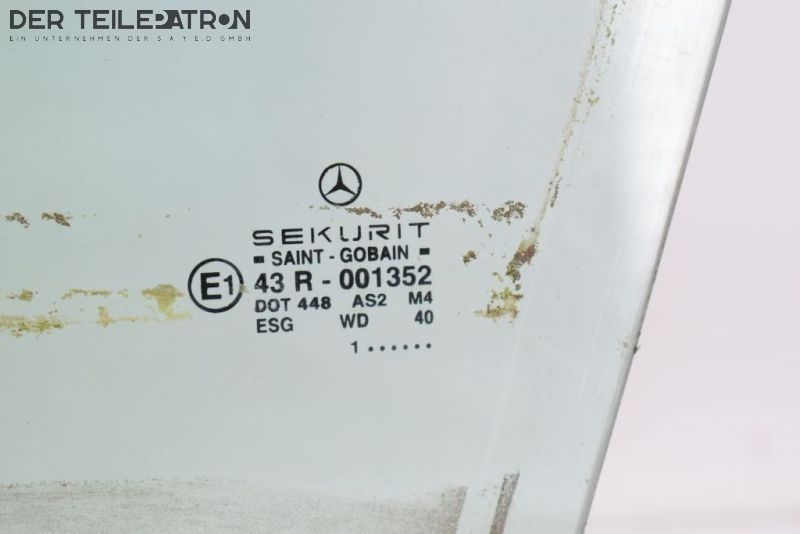 DER TEILEPATRON
EIN UNTERNEHMEN DER S A Y E D GMBH
SEKURIT
SAINT - GOBAIN
E1 43 R - 001352
DOT 448 AS2 M4
ESG WD 40
1 ......